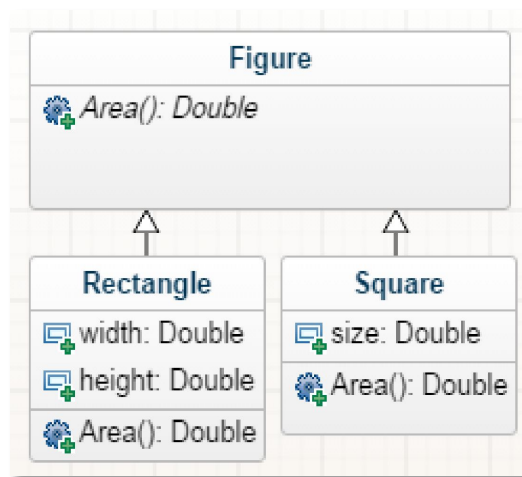 Figure
Area(): Double
Rectangle
width: Double
height: Double
Area(): Double
Square
size: Double
Area(): Double